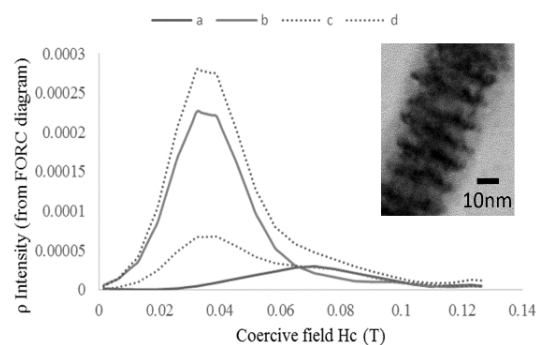 a b c d
0.0003
0.00025
0.0002
0.00015
0.0001
0.00005
0
ρ Intensity (from FORC diagram)
10nm
0 0.02 0.04 0.06 0.08 0.1 0.12 0.14
Coercive field Hc (T)